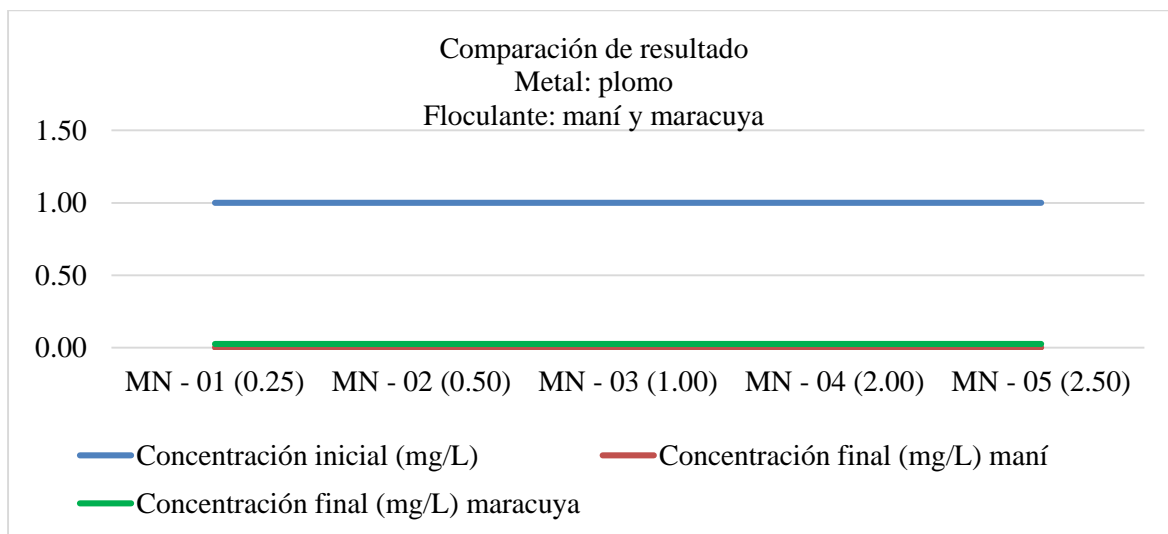 Comparación de resultado
Metal: plomo
Floculante: maní y maracuya
1.50
1.00
0.50
0.00
MN - 01 (0.25) MN - 02 (0.50) MN - 03 (1.00) MN - 04 (2.00) MN - 05 (2.50)
Concentración inicial (mg/L) Concentración final (mg/L) maní
Concentración final (mg/L) maracuya